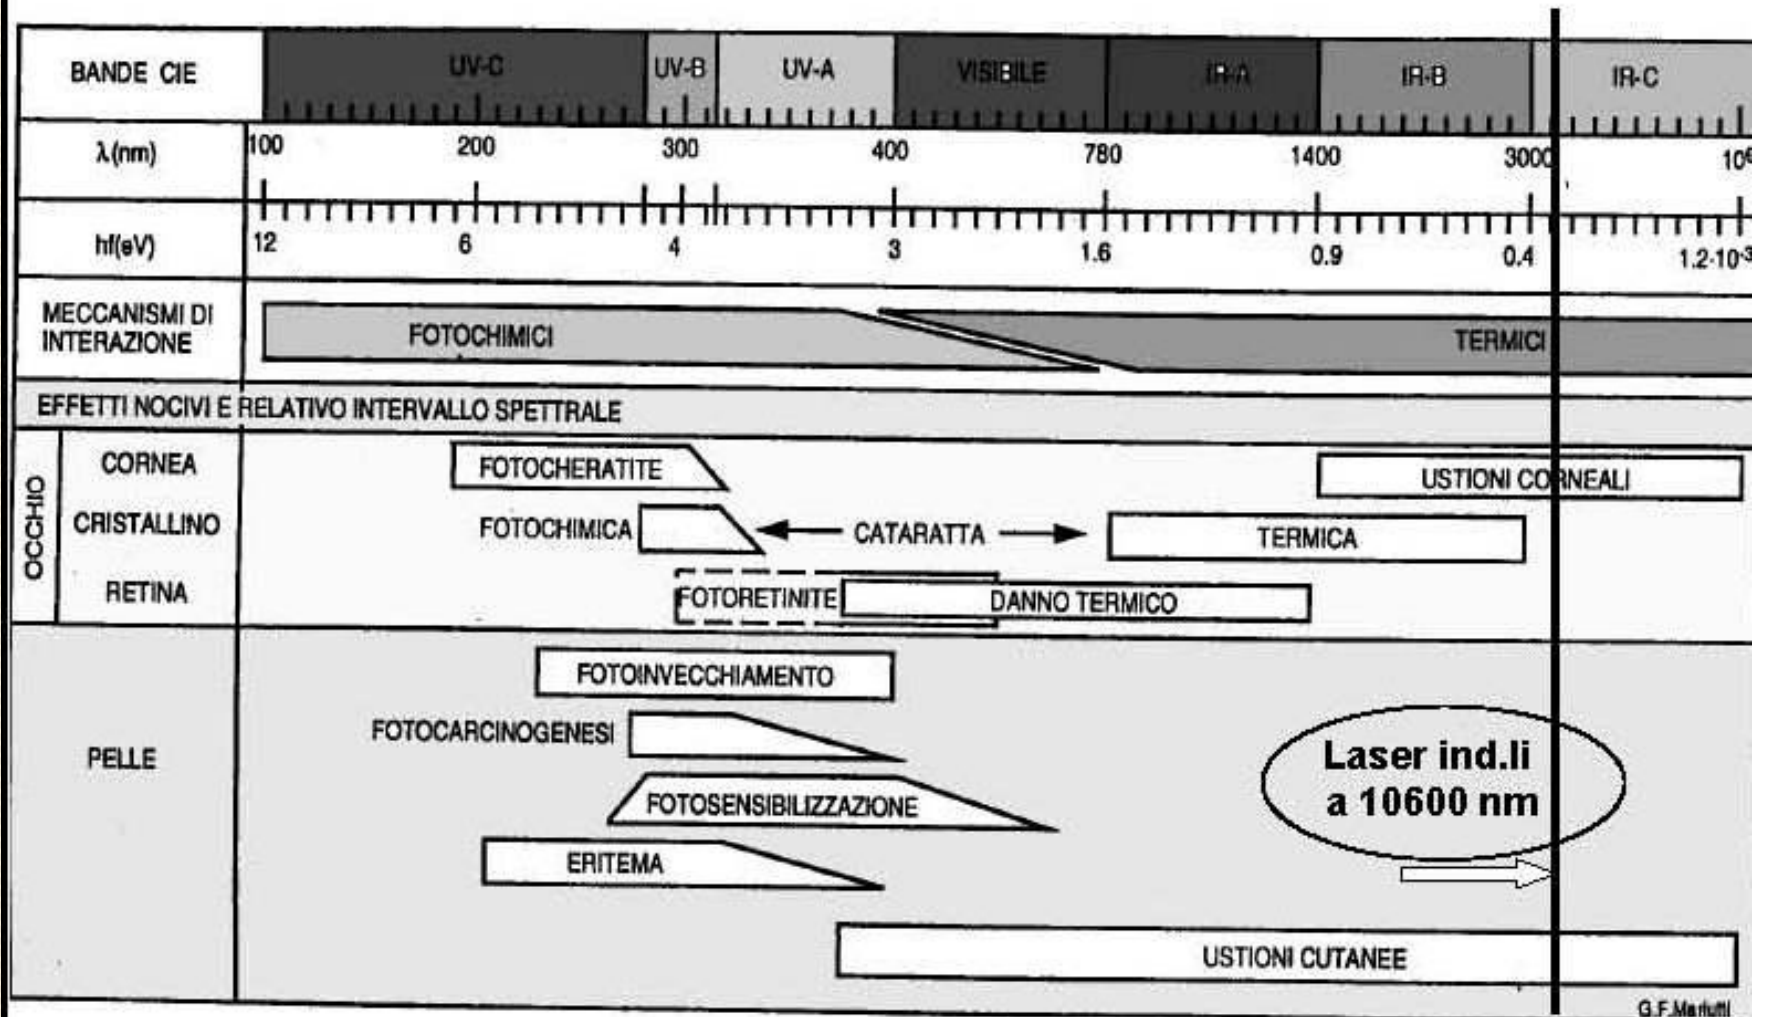 BANDE CIE
UV-C UV-B UV-A VISIBILE IR-A IR-B IR-C
λ(nm)
100 200 300 400 780 1400 3000 10⁶
hf(eV)
12 6 4 3 1.6 0.9 0.4 1.2·10⁻³
MECCANISMI DI
INTERAZIONE
FOTOCHIMICI TERMICI
EFFETTI NOCIVI E RELATIVO INTERVALLO SPETTRALE
OCCHIO
CORNEA FOTOCHERATITE USTIONI CORNEALI
CRISTALLINO FOTOCHIMICA CATARATTA TERMICA
RETINA FOTORETINITE DANNO TERMICO
PELLE
FOTOINVECCHIAMENTO
FOTOCARCINOGENESI
FOTOSENSIBILIZZAZIONE
ERITEMA
USTIONI CUTANEE
Laser ind.li
a 10600 nm
G.F.Mariutti